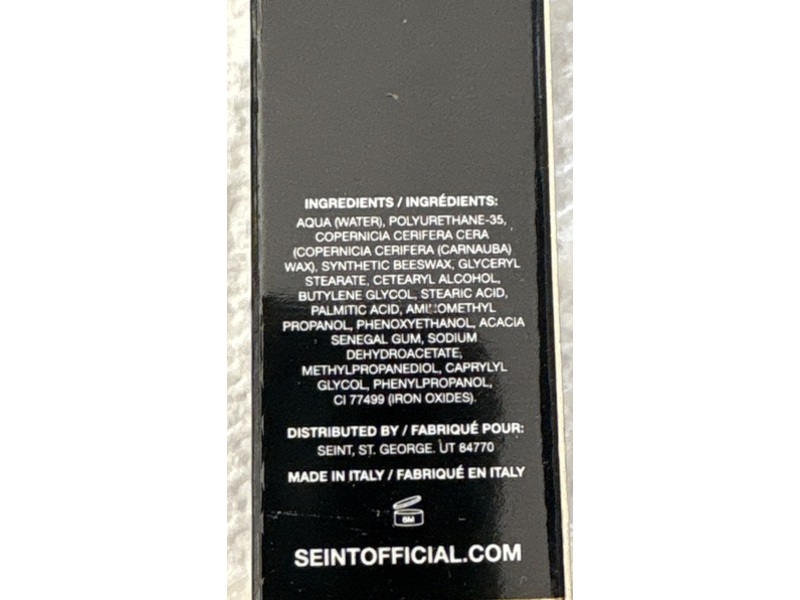 INGREDIENTS / INGRÉDIENTS:
AQUA (WATER), POLYURETHANE-35,
COPERNICIA CERIFERA CERA
(COPERNICIA CERIFERA (CARNAUBA)
WAX), SYNTHETIC BEESWAX, GLYCERYL
STEARATE, CETEARYL ALCOHOL,
BUTYLENE GLYCOL, STEARIC ACID,
PALMITIC ACID, AMINOMETHYL
PROPANOL, PHENOXYETHANOL, ACACIA
SENEGAL GUM, SODIUM
DEHYDROACETATE,
METHYLPROPANEDIOL, CAPRYLYL
GLYCOL, PHENYLPROPANOL,
CI 77499 (IRON OXIDES).
DISTRIBUTED BY / FABRIQUÉ POUR:
SEINT, ST. GEORGE. UT 84770
MADE IN ITALY / FABRIQUÉ EN ITALY
6M
SEINTOFFICIAL.COM